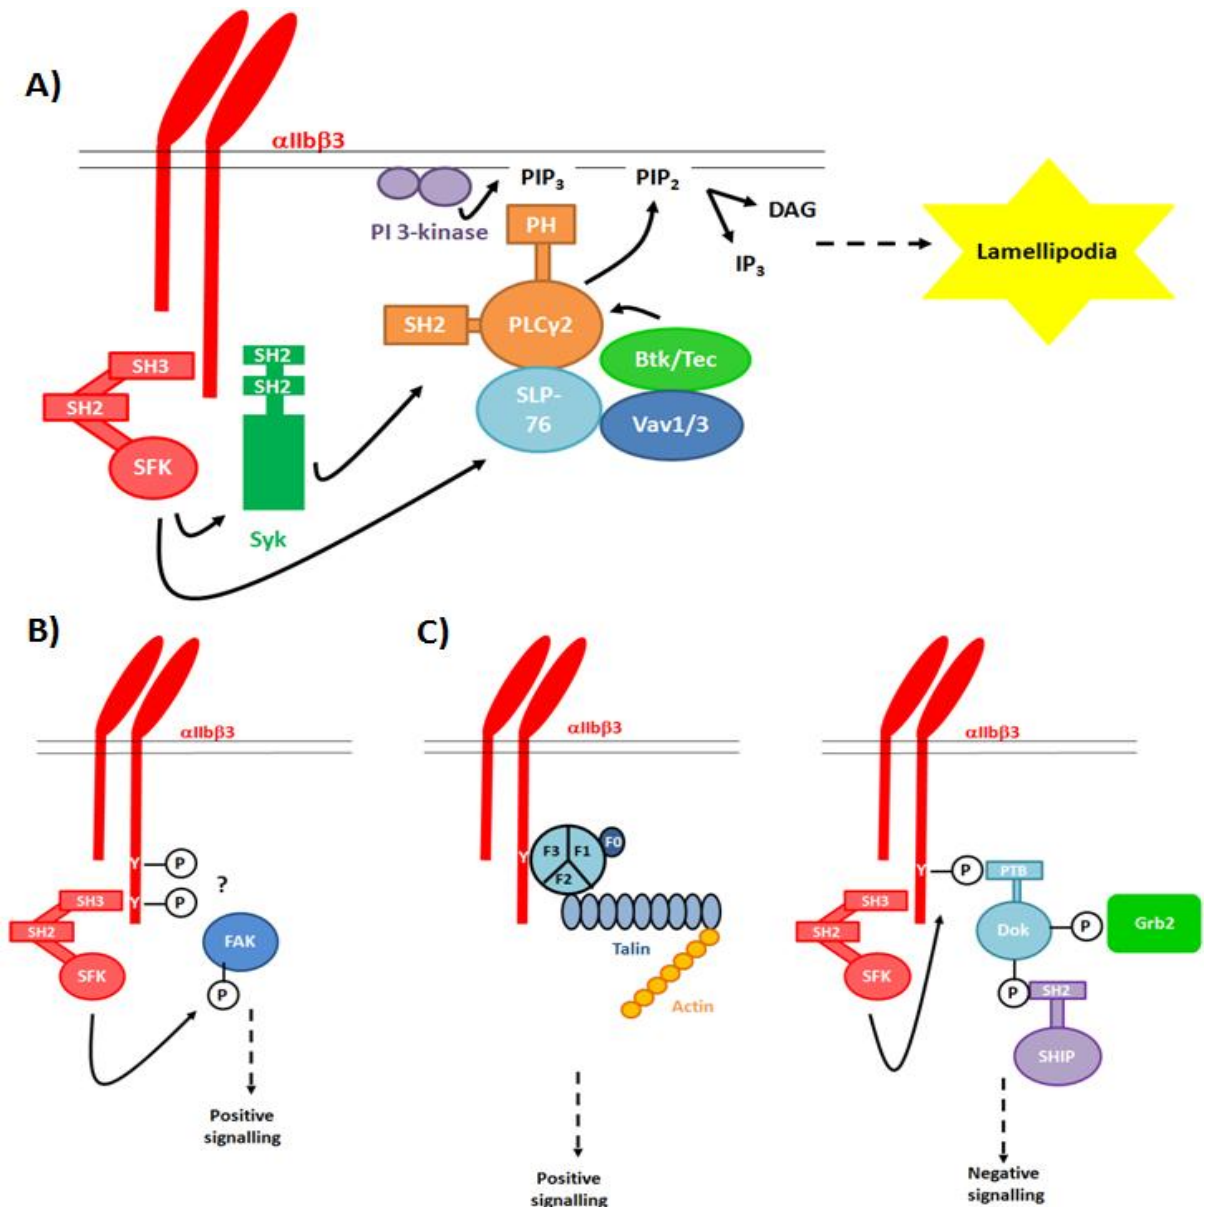 A)
αIIbβ3
PI 3-kinase
PIP3
PIP2
DAG
IP3
Lamellipodia
PH
SH2
PLCγ2
Btk/Tec
SLP-
76
Vav1/3
SH3
SH2
SFK
SH2
SH2
Syk
B)
αIIbβ3
Y
P
?
Y
P
SH3
SH2
SFK
FAK
P
Positive
signalling
C)
αIIbβ3
Y
F3
F1
F2
F0
Talin
Actin
Positive
signalling
αIIbβ3
Y
P
PTB
SH3
SH2
SFK
Dok
P
Grb2
P
SH2
SHIP
Negative
signalling